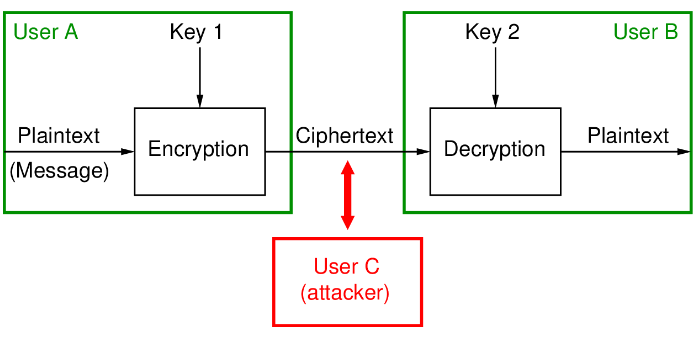 User A
Key 1
Key 2
User B
Plaintext
(Message)
Encryption
Ciphertext
Decryption
Plaintext
User C
(attacker)